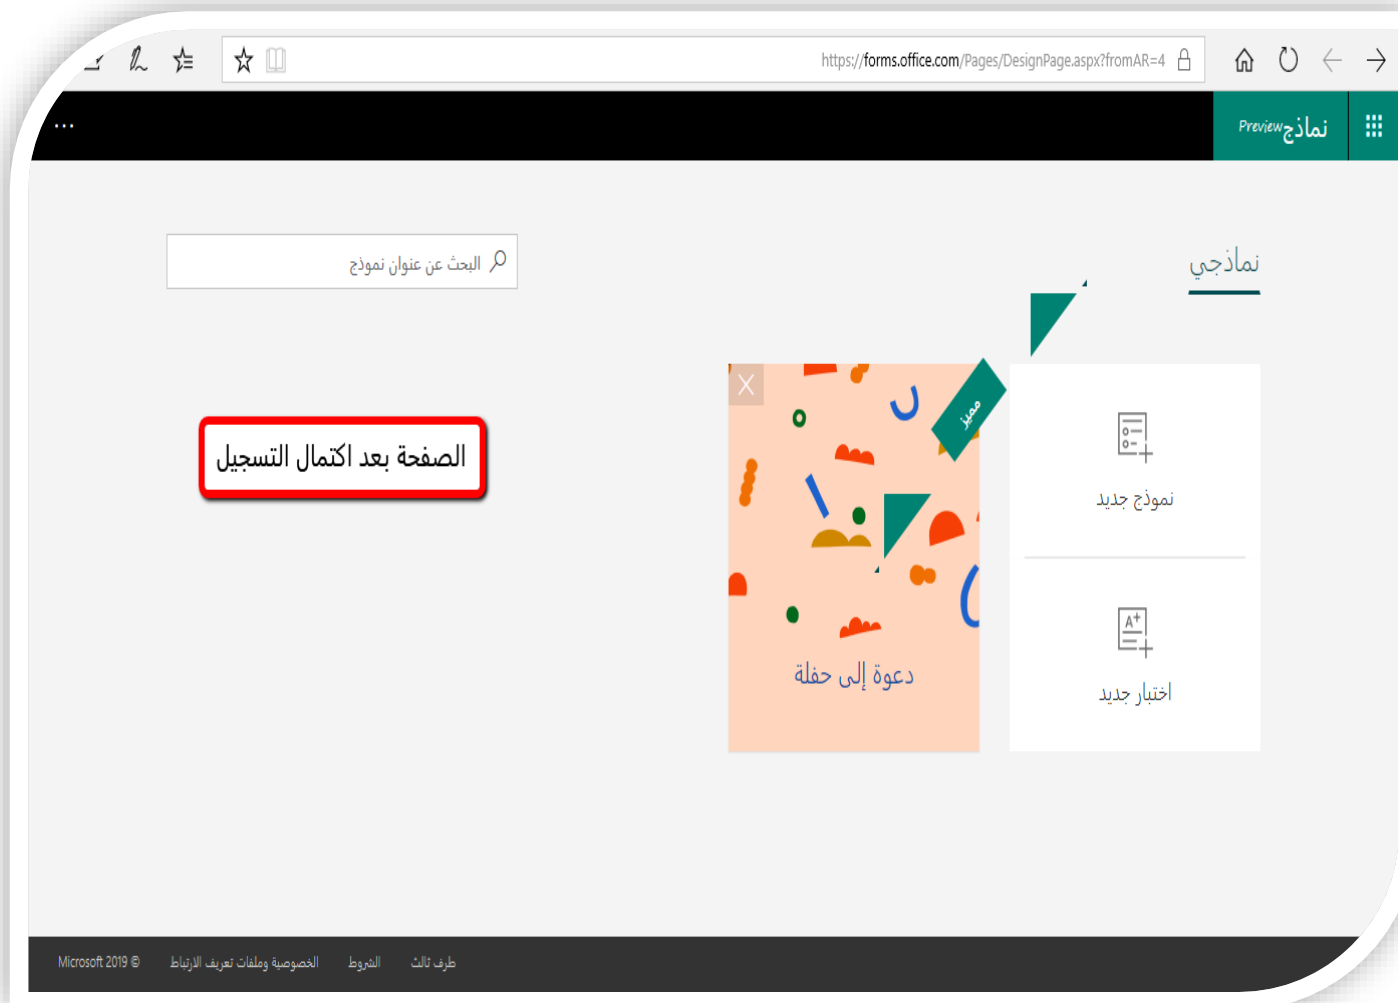 https://forms.office.com/Pages/DesignPage.aspx?fromAR=4
نماذج Preview
...
نماذجي
البحث عن عنوان نموذج
مميز
نموذج جديد
الصفحة بعد اكتمال التسجيل
A+
دعوة إلى حفلة
اختبار جديد
طرف ثالث الشروط الخصوصية وملفات تعريف الارتباط © Microsoft 2019